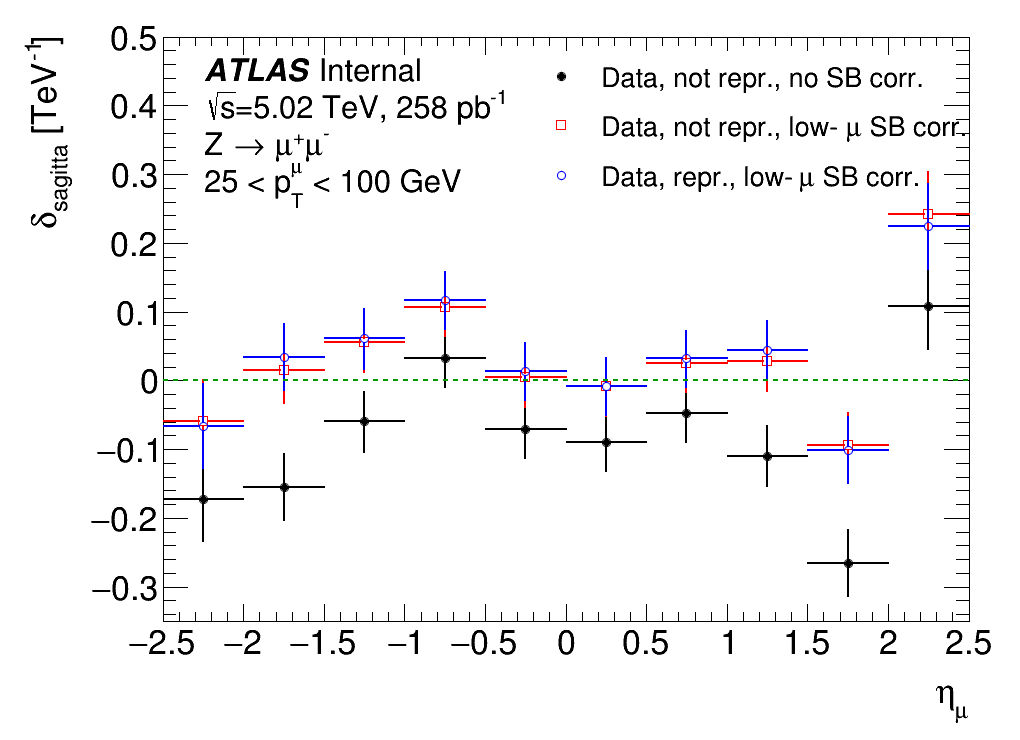 δsagitta [TeV⁻¹]
ATLAS Internal
√s=5.02 TeV, 258 pb⁻¹
Z → μ⁺μ⁻
25 < pTμ < 100 GeV
Data, not repr., no SB corr.
Data, not repr., low- μ SB corr.
Data, repr., low- μ SB corr.
0.5
0.4
0.3
0.2
0.1
0
−0.1
−0.2
−0.3
−2.5 −2 −1.5 −1 −0.5 0 0.5 1 1.5 2 2.5
ημ